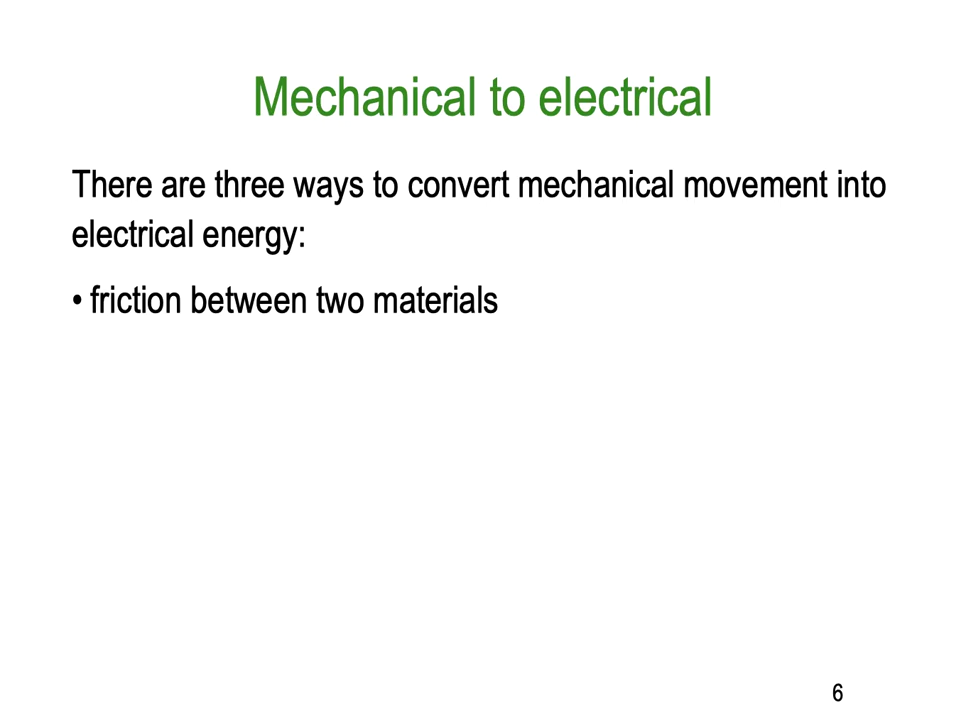 Mechanical to electrical
There are three ways to convert mechanical movement into
electrical energy:
• friction between two materials
6